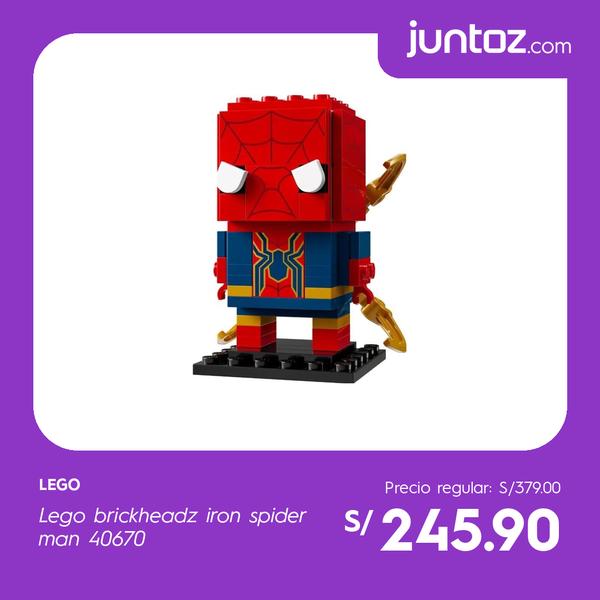 juntoz.com
LEGO
Lego brickheadz iron spider
man 40670
Precio regular: S/379.00
S/ 245.90